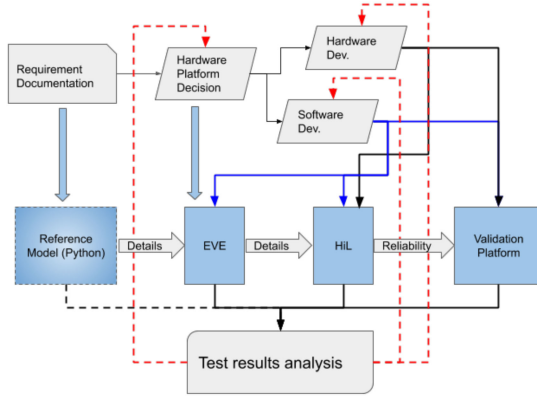 Hardware
Dev.
Requirement
Documentation
Hardware
Platform
Decision
Software
Dev.
Reference
Model (Python)
Details
EVE
Details
HiL
Reliability
Validation
Platform
Test results analysis